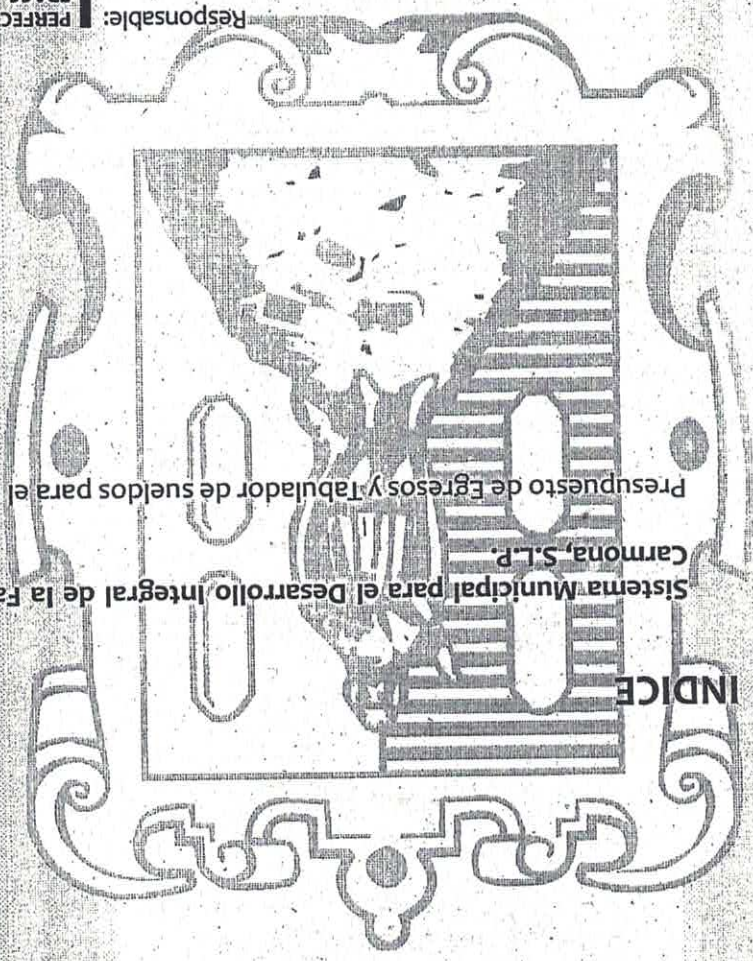 INDICE
Sistema Municipal para el Desarrollo Integral de la Fa
Carmona, S.L.P.
Presupuesto de Egresos y Tabulador de sueldos para el
Responsable: PERFEC